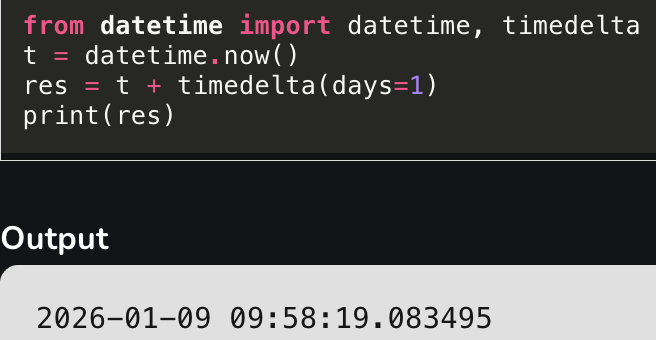 from datetime import datetime, timedelta
t = datetime.now()
res = t + timedelta(days=1)
print(res)
Output
2026-01-09 09:58:19.083495